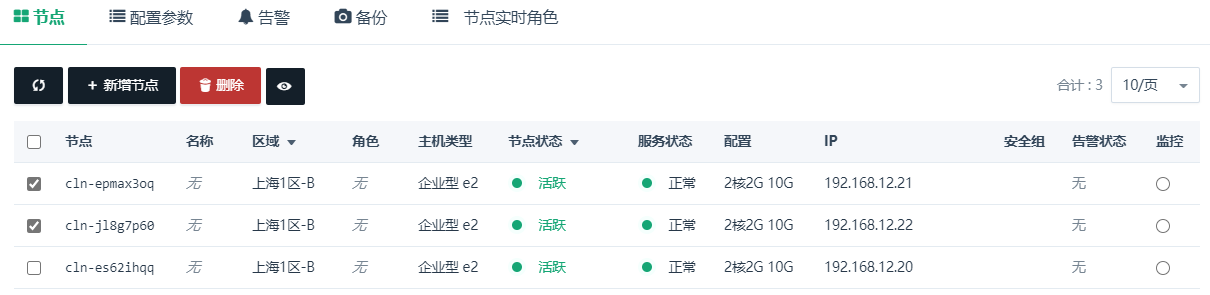 节点 配置参数 告警 备份 节点实时角色
新增节点 删除 合计 : 3 10/页
节点 名称 区域 角色 主机类型 节点状态 服务状态 配置 IP 安全组 告警状态 监控
cln-epmax3oq 无 上海1区-B 无 企业型 e2 活跃 正常 2核2G 10G 192.168.12.21 无
cln-jl8g7p60 无 上海1区-B 无 企业型 e2 活跃 正常 2核2G 10G 192.168.12.22 无
cln-es62ihqq 无 上海1区-B 无 企业型 e2 活跃 正常 2核2G 10G 192.168.12.20 无